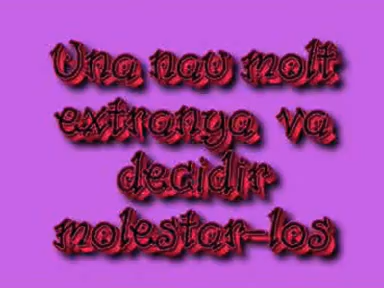 Una nau molt
extranya va
decidir
molestar-los